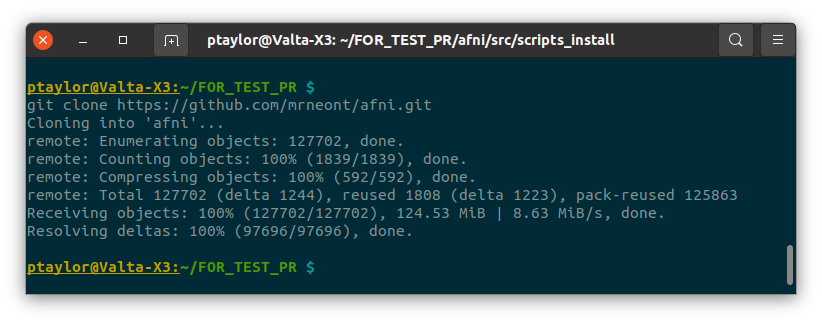 ptaylor@Valta-X3: ~/FOR_TEST_PR/afni/src/scripts_install
ptaylor@Valta-X3:~/FOR_TEST_PR $
git clone https://github.com/mrneont/afni.git
Cloning into 'afni'...
remote: Enumerating objects: 127702, done.
remote: Counting objects: 100% (1839/1839), done.
remote: Compressing objects: 100% (592/592), done.
remote: Total 127702 (delta 1244), reused 1808 (delta 1223), pack-reused 125863
Receiving objects: 100% (127702/127702), 124.53 MiB | 8.63 MiB/s, done.
Resolving deltas: 100% (97696/97696), done.
ptaylor@Valta-X3:~/FOR_TEST_PR $